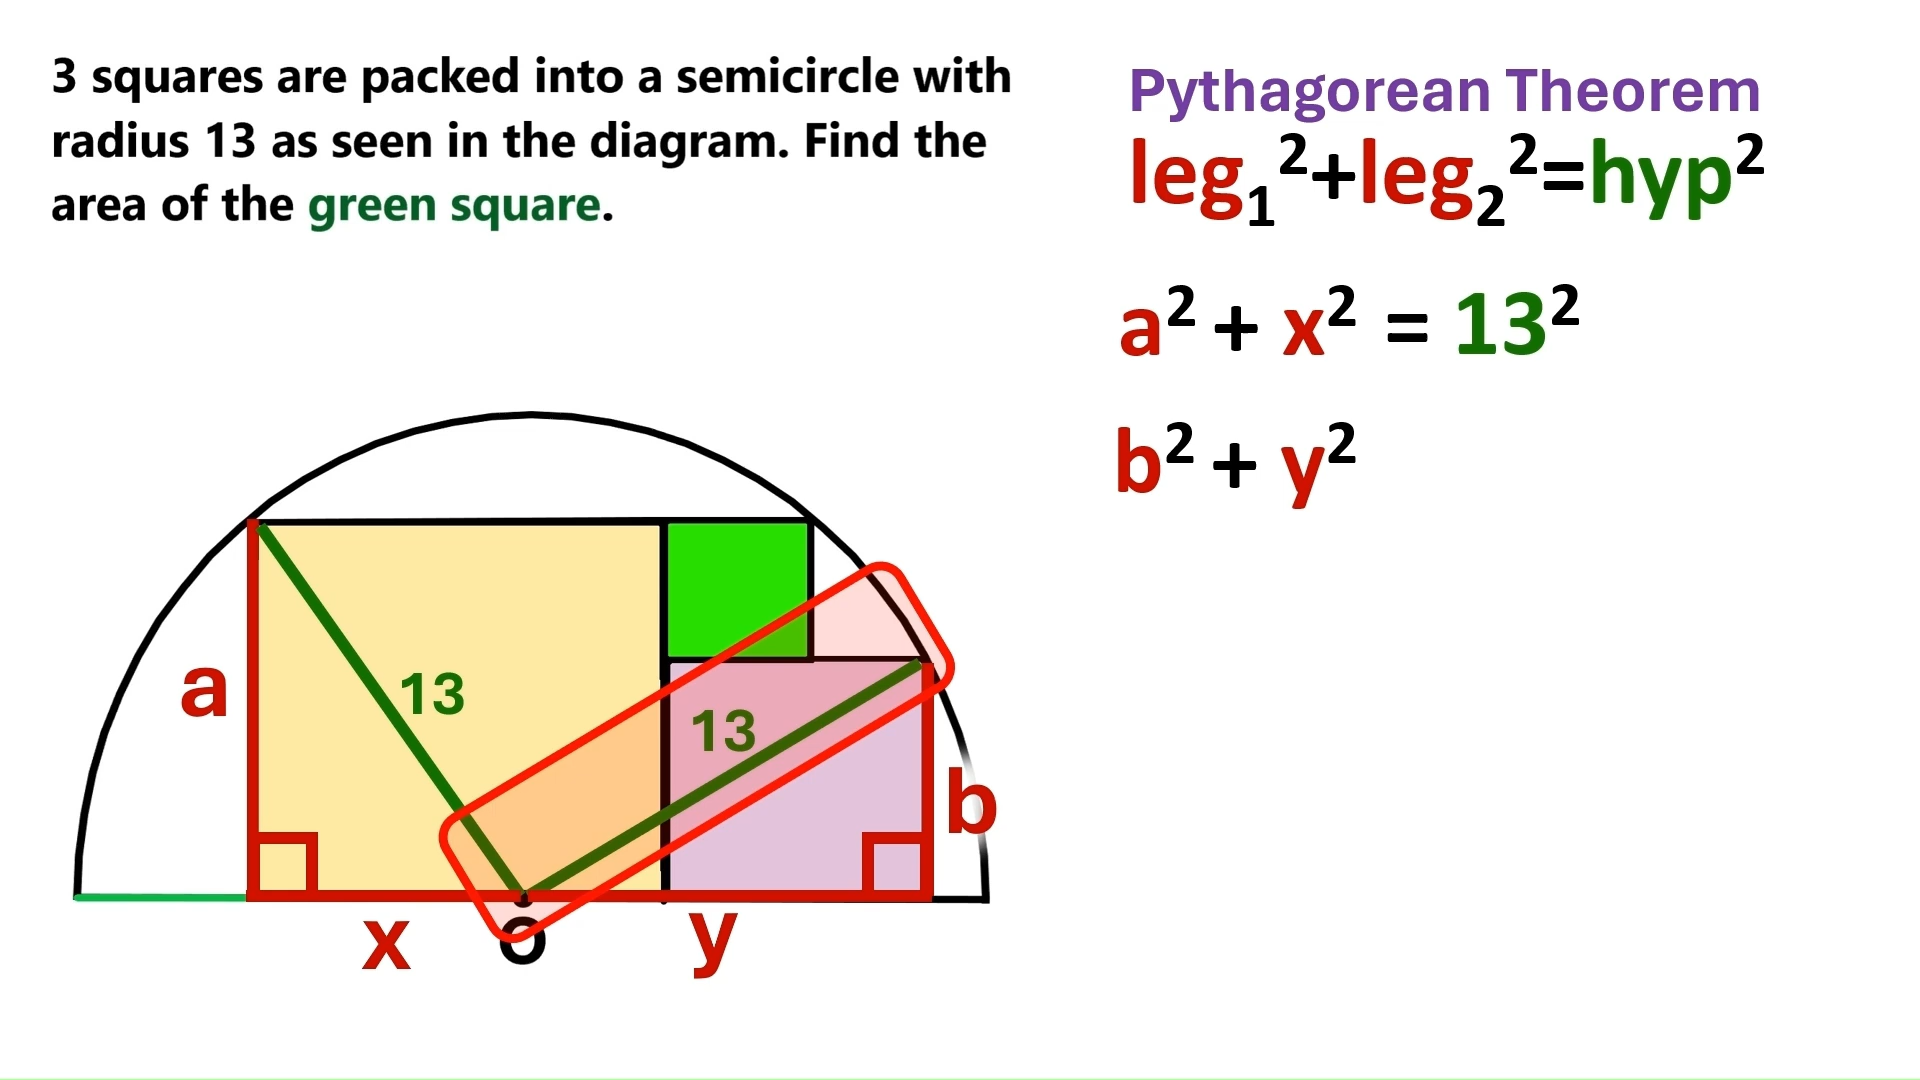 3 squares are packed into a semicircle with
radius 13 as seen in the diagram. Find the
area of the green square.
Pythagorean Theorem
leg₁²+leg₂²=hyp²
a² + x² = 13²
b² + y²
a
13
13
b
x
o
y